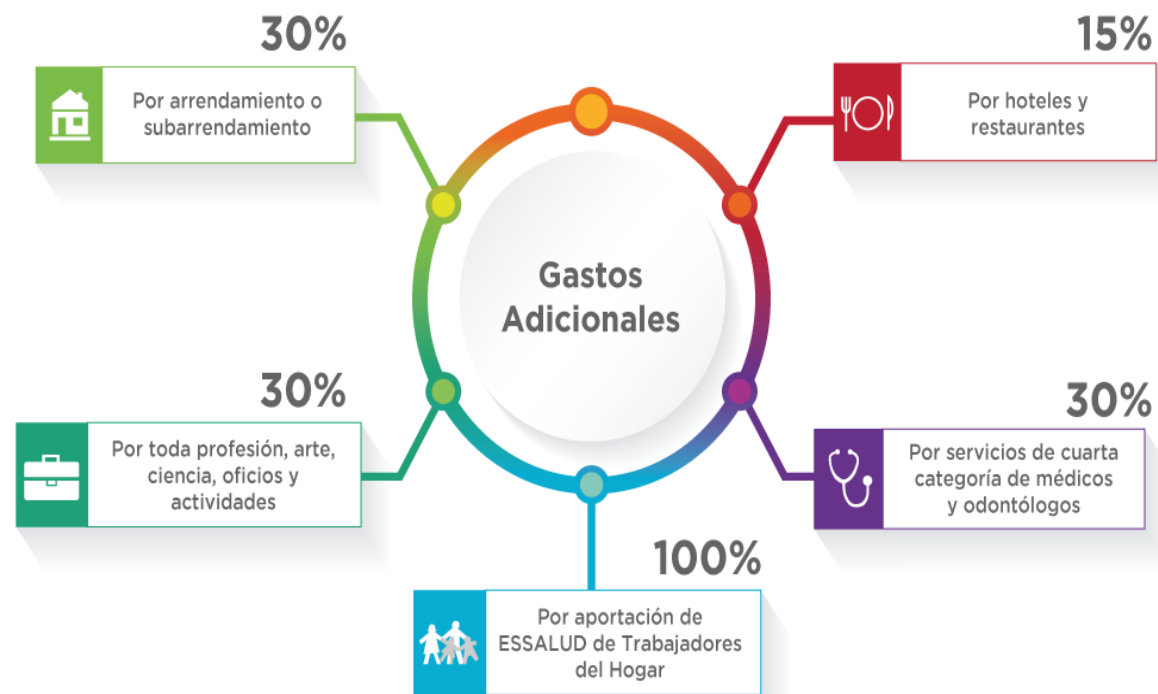 30%
Por arrendamiento o
subarrendamiento
15%
Por hoteles y
restaurantes
Gastos
Adicionales
30%
Por toda profesión, arte,
ciencia, oficios y
actividades
30%
Por servicios de cuarta
categoría de médicos
y odontólogos
100%
Por aportación de
ESSALUD de Trabajadores
del Hogar